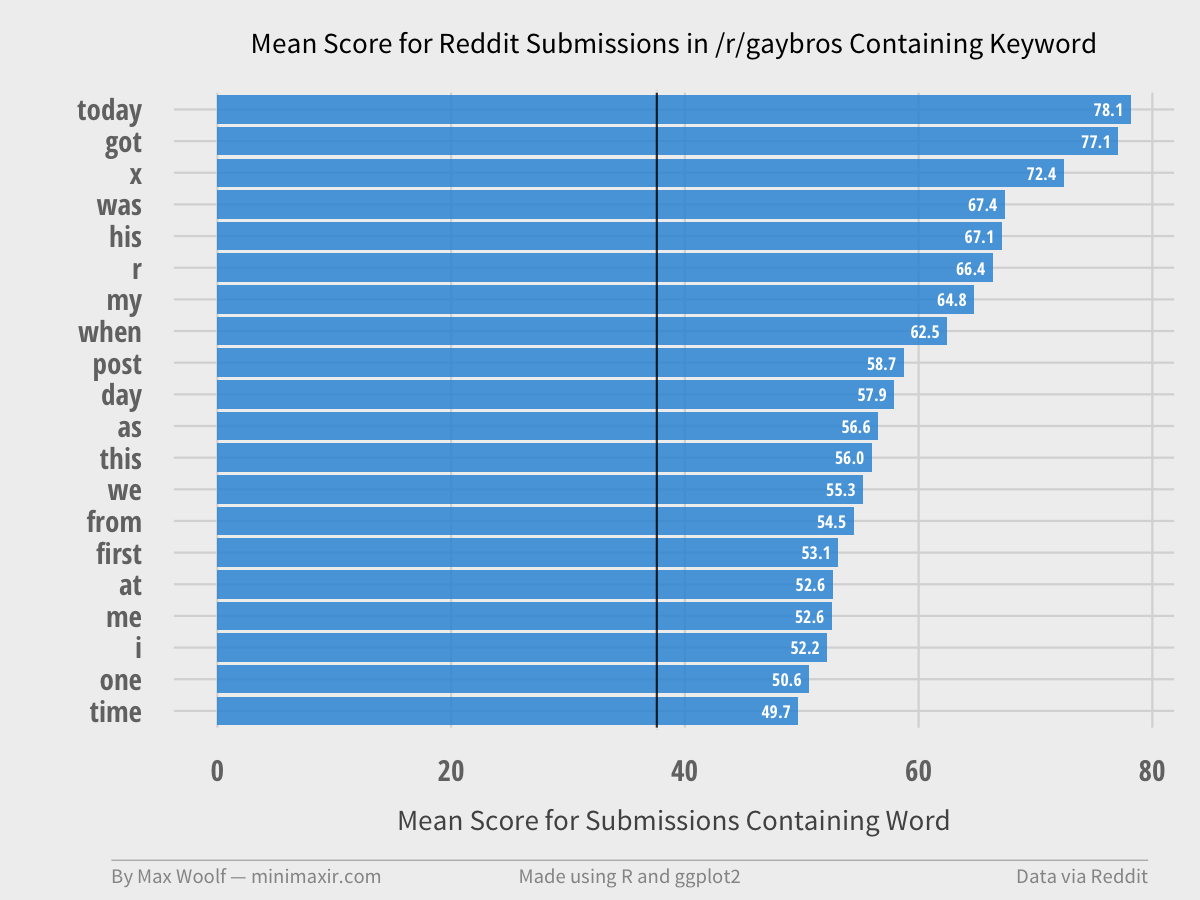 Mean Score for Reddit Submissions in /r/gaybros Containing Keyword
today 78.1
got 77.1
x 72.4
was 67.4
his 67.1
r 66.4
my 64.8
when 62.5
post 58.7
day 57.9
as 56.6
this 56.0
we 55.3
from 54.5
first 53.1
at 52.6
me 52.6
i 52.2
one 50.6
time 49.7
0 20 40 60 80
Mean Score for Submissions Containing Word
By Max Woolf — minimaxir.com Made using R and ggplot2 Data via Reddit